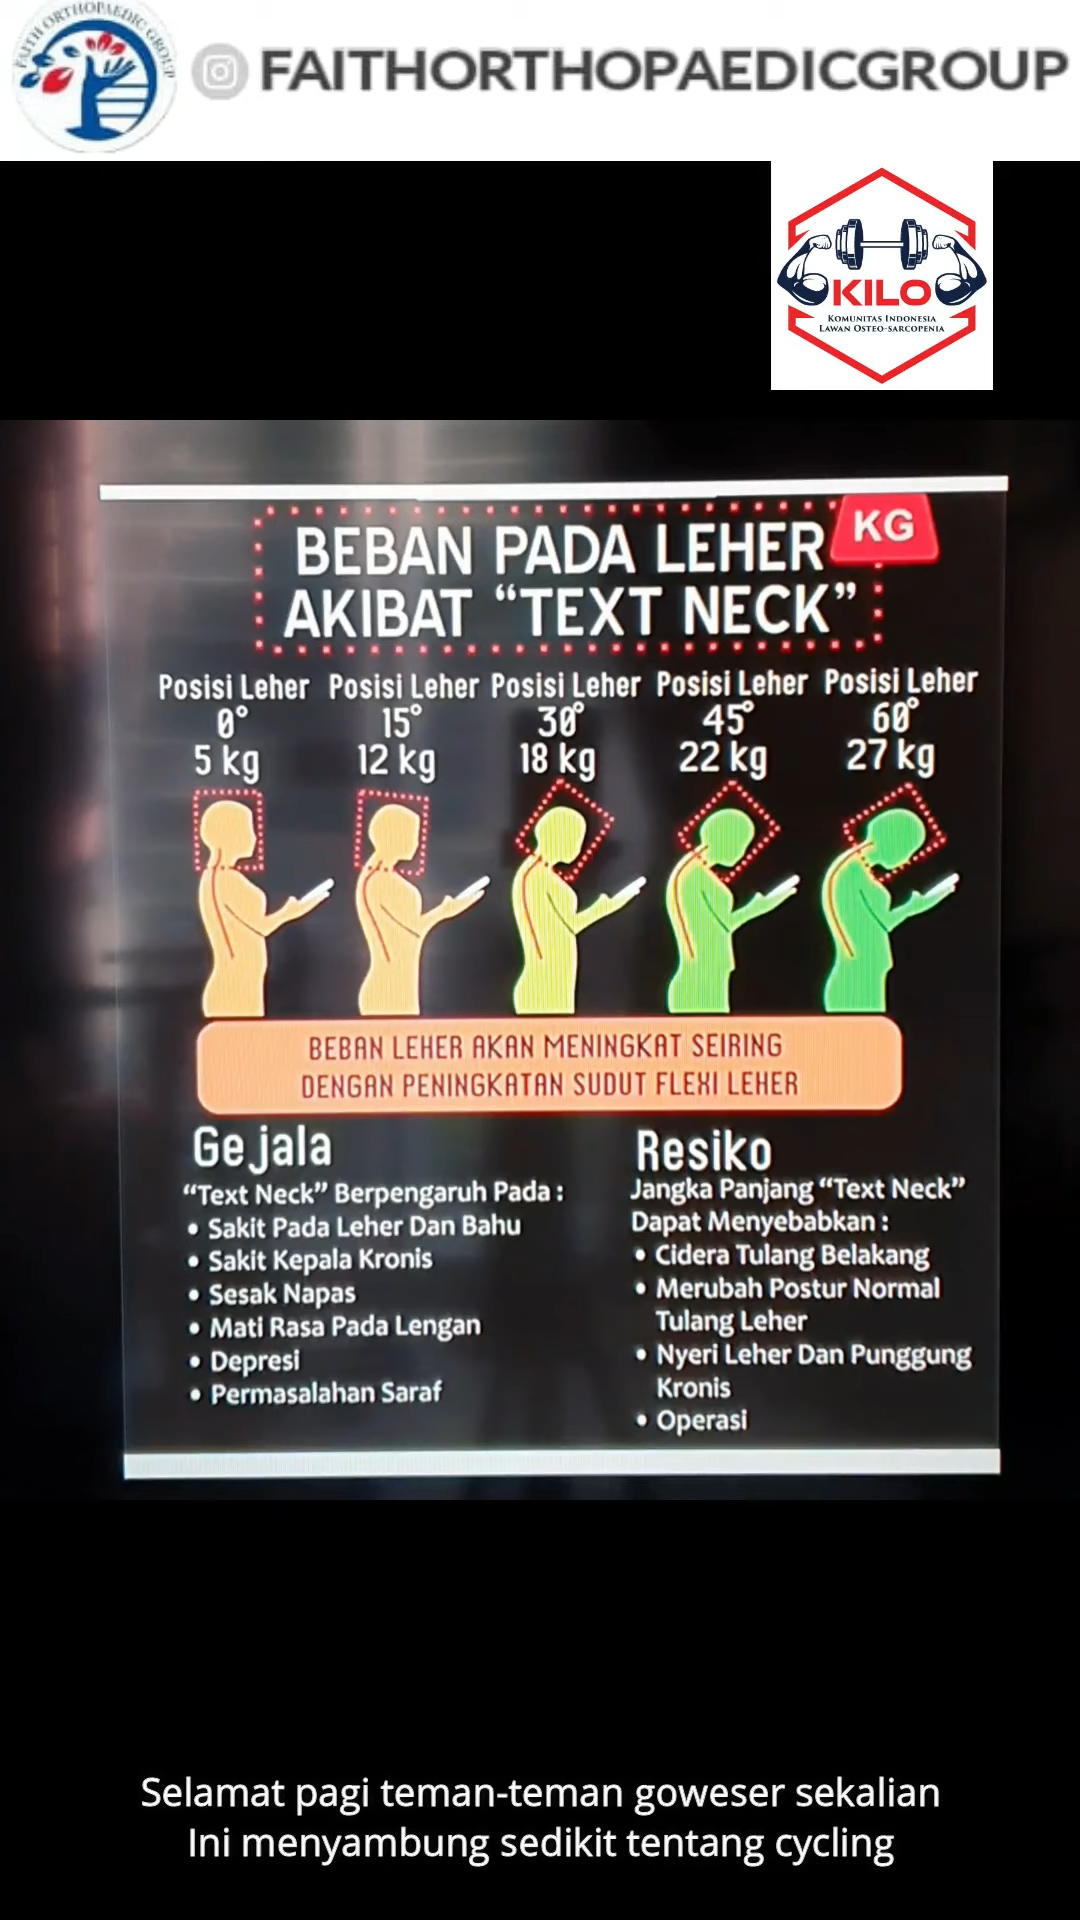 FAITH ORTHOPAEDIC GROUP
FAITHORTHOPAEDICGROUP
KILO
KOMUNITAS INDONESIA
LAWAN OSTEO-SARCOPENIA
KG
BEBAN PADA LEHER
AKIBAT “TEXT NECK”
Posisi Leher Posisi Leher Posisi Leher Posisi Leher Posisi Leher
0° 15° 30° 45° 60°
5 kg 12 kg 18 kg 22 kg 27 kg
BEBAN LEHER AKAN MENINGKAT SEIRING
DENGAN PENINGKATAN SUDUT FLEXI LEHER
Gejala
“Text Neck” Berpengaruh Pada :
• Sakit Pada Leher Dan Bahu
• Sakit Kepala Kronis
• Sesak Napas
• Mati Rasa Pada Lengan
• Depresi
• Permasalahan Saraf
Resiko
Jangka Panjang “Text Neck”
Dapat Menyebabkan :
• Cidera Tulang Belakang
• Merubah Postur Normal
Tulang Leher
• Nyeri Leher Dan Punggung
Kronis
• Operasi
Selamat pagi teman-teman goweser sekalian
Ini menyambung sedikit tentang cycling